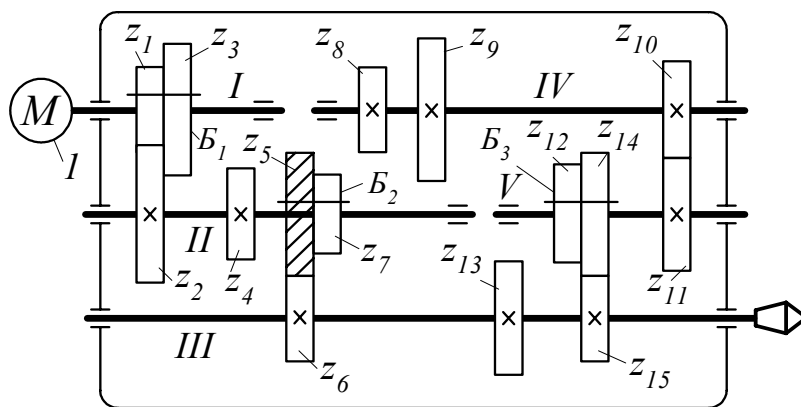 z1 z3 z8 z9 z10
M I IV
1 Б1 z5 Б3 z12 z14
Б2 V
II z7
z2 z4 z13 z11
III z6 z15